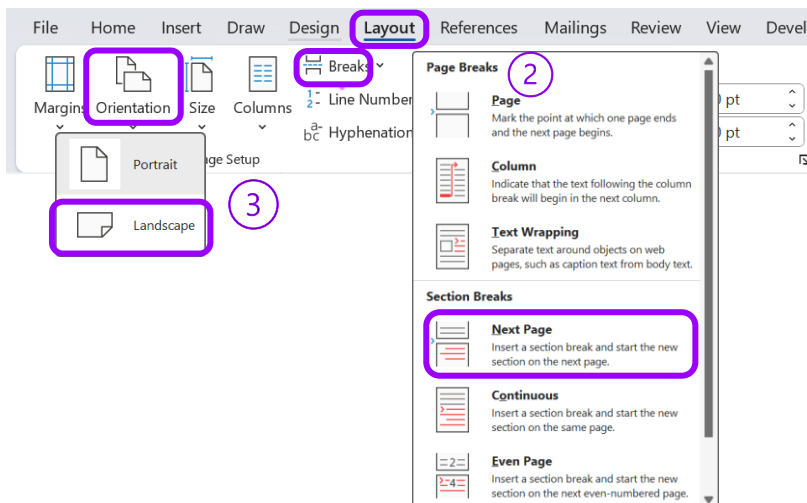 File Home Insert Draw Design Layout References Mailings Review View
Breaks
Page Breaks 2
Page
Mark the point at which one page ends
and the next page begins.
Column
Indicate that the text following the column
break will begin in the next column.
Text Wrapping
Separate text around objects on web
pages, such as caption text from body text.
Section Breaks
Next Page
Insert a section break and start the new
section on the next page.
Continuous
Insert a section break and start the new
section on the same page.
Even Page
Insert a section break and start the new
section on the next even-numbered page.
Margins Orientation Size Columns
Line Number
Hyphenation
pt
pt
Setup
Portrait
Landscape
3